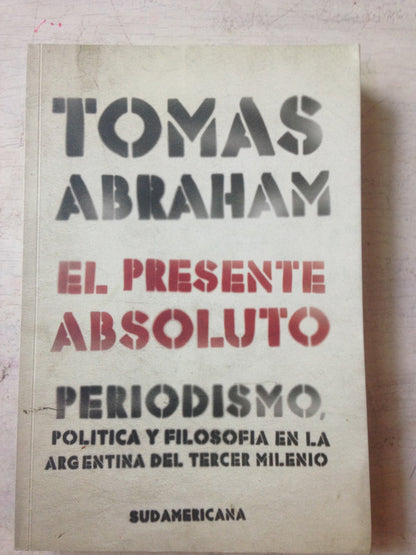 TOMAS
ABRAHAM
EL PRESENTE
ABSOLUTO
PERIODISMO,
POLITICA Y FILOSOFIA EN LA
ARGENTINA DEL TERCER MILENIO
SUDAMERICANA